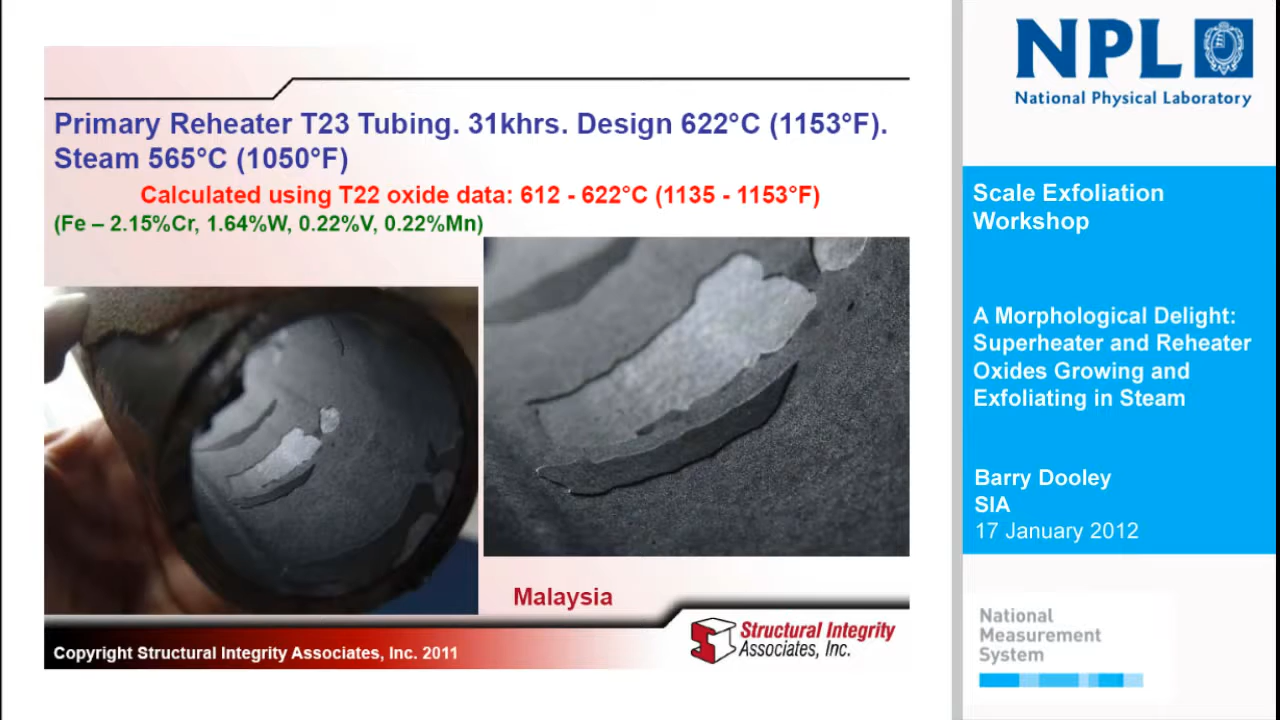 Primary Reheater T23 Tubing. 31khrs. Design 622°C (1153°F).
Steam 565°C (1050°F)
Calculated using T22 oxide data: 612 - 622°C (1135 - 1153°F)
(Fe – 2.15%Cr, 1.64%W, 0.22%V, 0.22%Mn)
Malaysia
Copyright Structural Integrity Associates, Inc. 2011
Structural Integrity
Associates, Inc.
NPL
National Physical Laboratory
Scale Exfoliation
Workshop
A Morphological Delight:
Superheater and Reheater
Oxides Growing and
Exfoliating in Steam
Barry Dooley
SIA
17 January 2012
National
Measurement
System